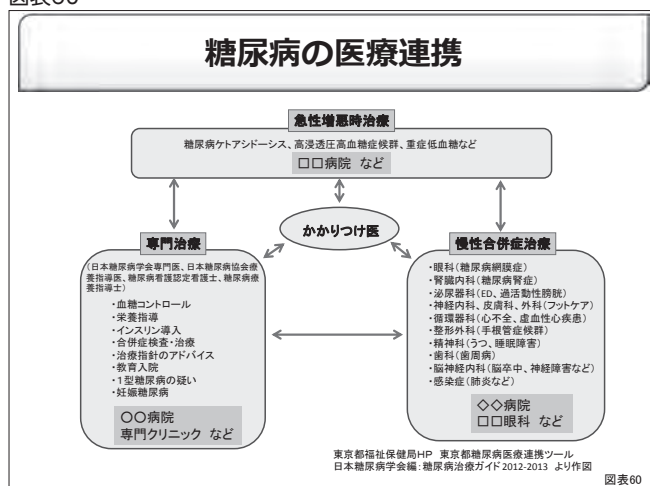 図表60
糖尿病の医療連携
急性増悪時治療
糖尿病ケトアシドーシス、高浸透圧高血糖症候群、重症低血糖など
□□病院 など
かかりつけ医
専門治療
(日本糖尿病学会専門医、日本糖尿病協会療
養指導医、糖尿病看護認定看護士、糖尿病療
養指導士)
・血糖コントロール
・栄養指導
・インスリン導入
・合併症検査・治療
・治療指針のアドバイス
・教育入院
・1型糖尿病の疑い
・妊娠糖尿病
○○病院
専門クリニック など
慢性合併症治療
・眼科(糖尿病網膜症)
・腎臓内科(糖尿病腎症)
・泌尿器科(ED、過活動性膀胱)
・神経内科、皮膚科、外科(フットケア)
・循環器科(心不全、虚血性心疾患)
・整形外科(手根管症候群)
・精神科(うつ、睡眠障害)
・歯科(歯周病)
・脳神経内科(脳卒中、神経障害など)
・感染症(肺炎など)
◇◇病院
□□眼科 など
東京都福祉保健局HP 東京都糖尿病医療連携ツール
日本糖尿病学会編:糖尿病治療ガイド2012-2013 より作図
図表60